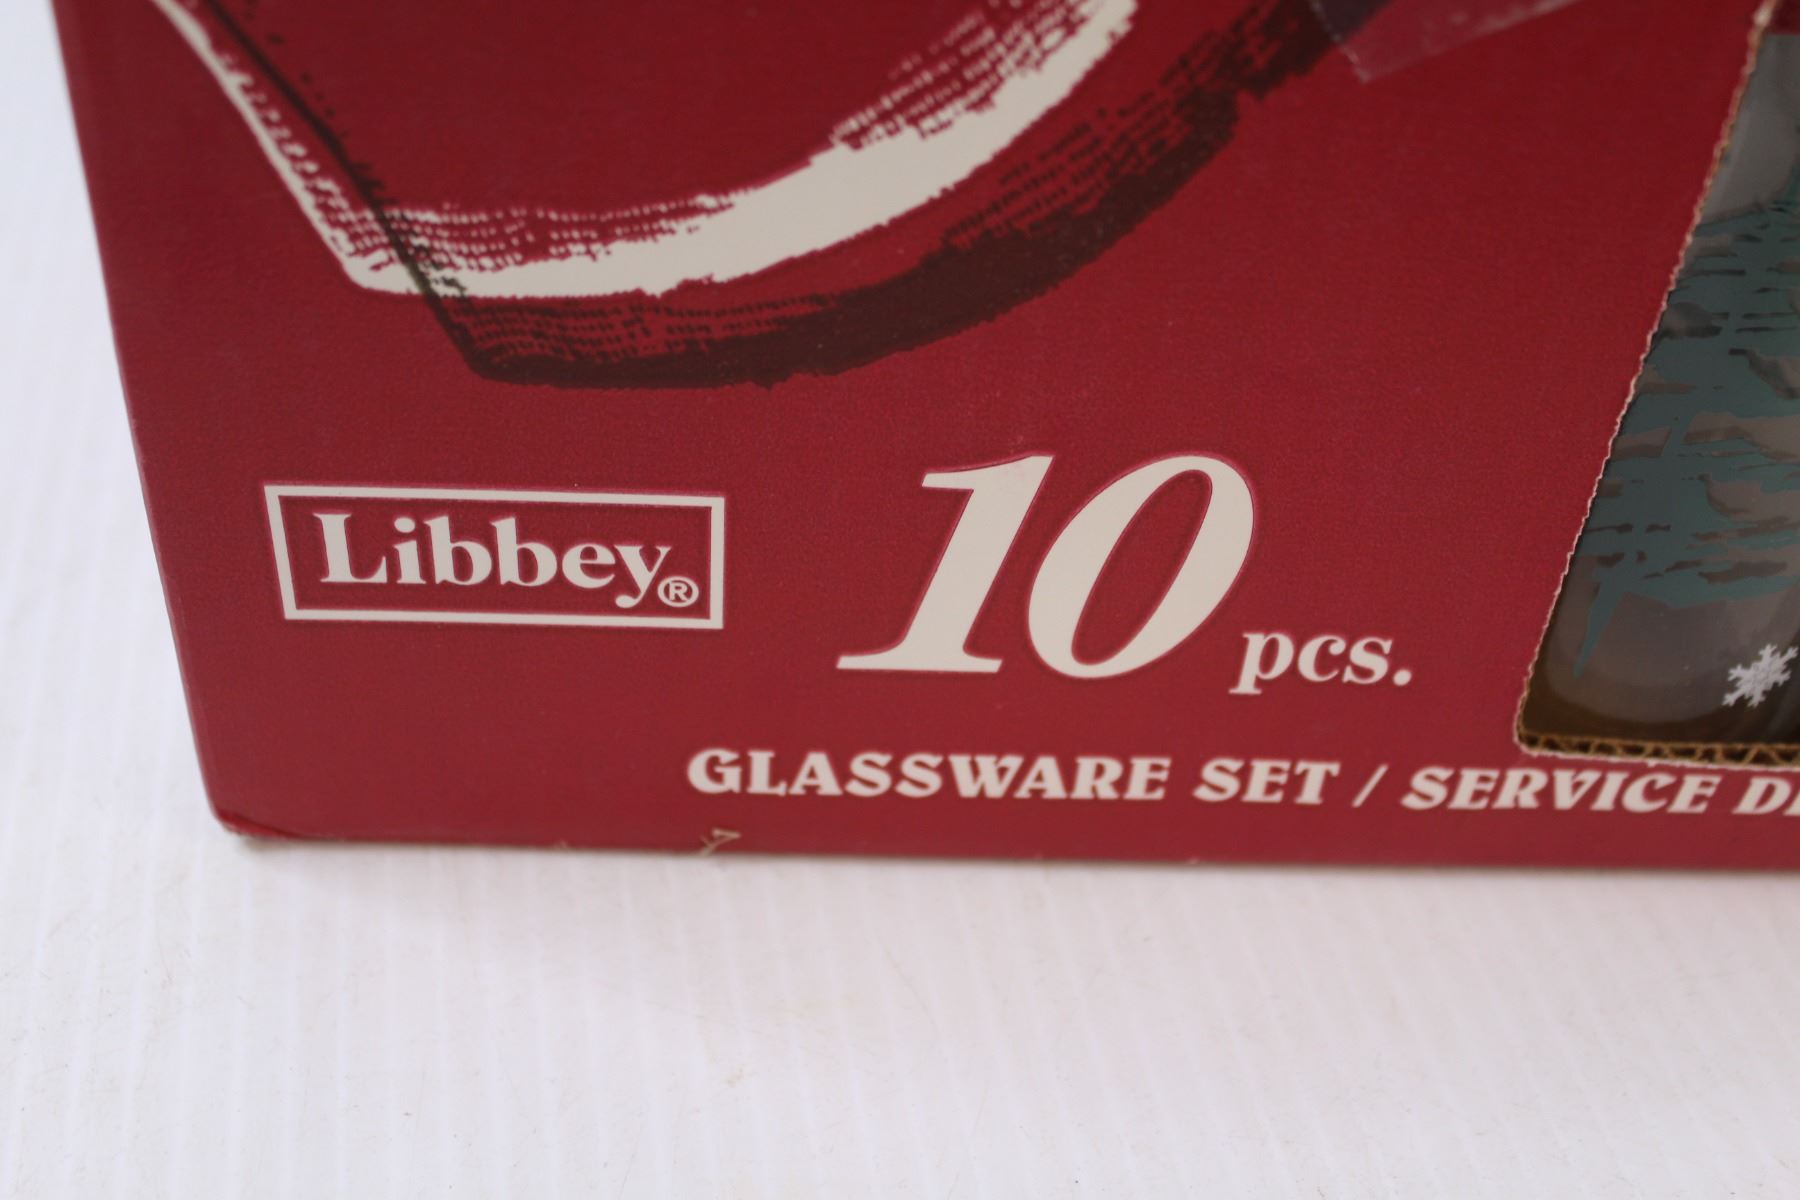 Libbey®
10 pcs.
GLASSWARE SET / SERVICE